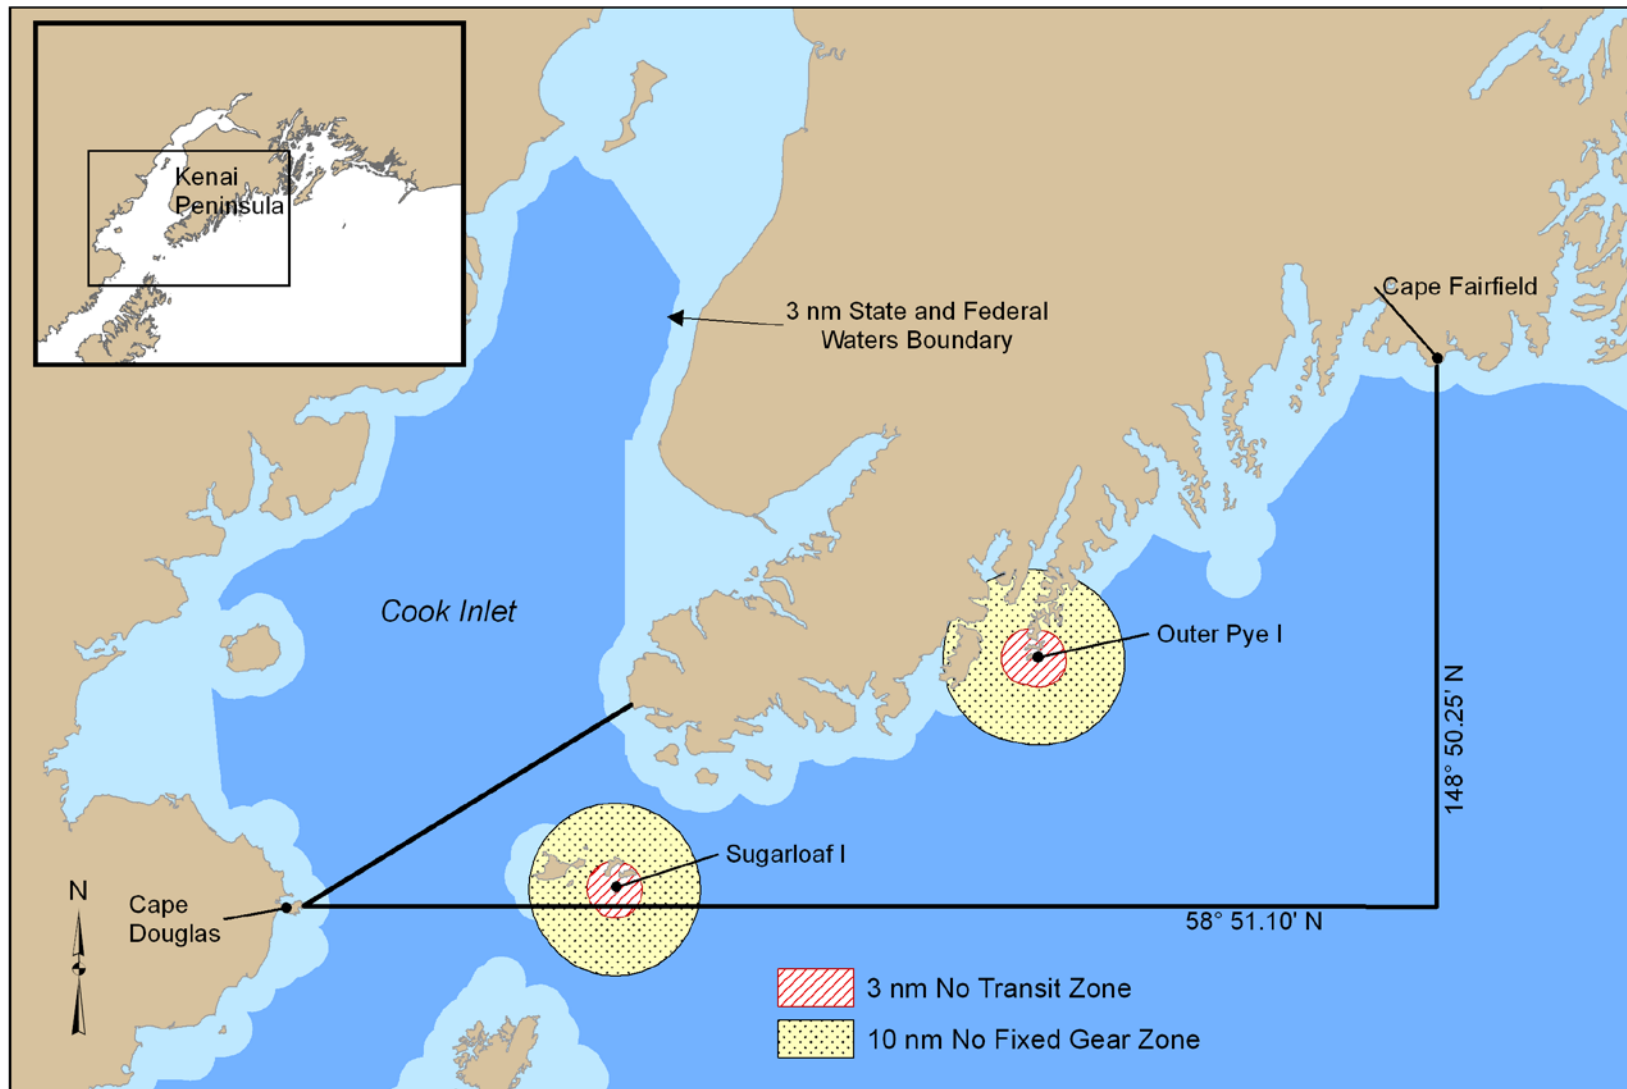 Kenai
Peninsula
Cape Fairfield
3 nm State and Federal
Waters Boundary
Cook Inlet
Outer Pye I
148° 50.25' N
Sugarloaf I
N
Cape
Douglas
58° 51.10' N
3 nm No Transit Zone
10 nm No Fixed Gear Zone